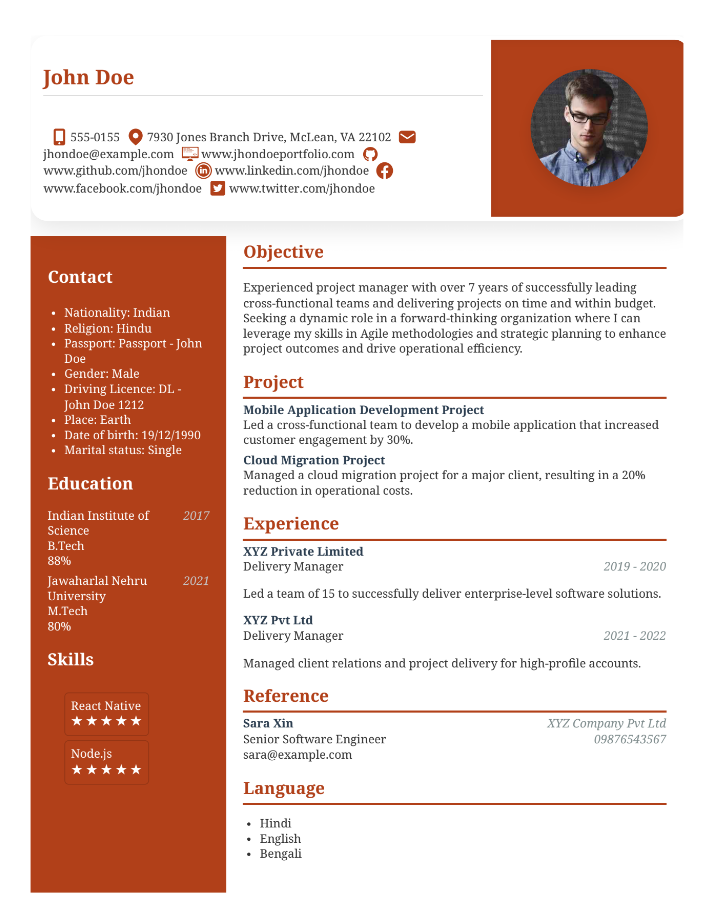 John Doe
555-0155 7930 Jones Branch Drive, McLean, VA 22102
jhondoe@example.com www.jhondoeportfolio.com
www.github.com/jhondoe www.linkedin.com/jhondoe
www.facebook.com/jhondoe www.twitter.com/jhondoe
Contact
• Nationality: Indian
• Religion: Hindu
• Passport: Passport - John
Doe
• Gender: Male
• Driving Licence: DL -
John Doe 1212
• Place: Earth
• Date of birth: 19/12/1990
• Marital status: Single
Education
Indian Institute of 2017
Science
B.Tech
88%
Jawaharlal Nehru 2021
University
M.Tech
80%
Skills
React Native
★★★★★
Node.js
★★★★★
Objective
Experienced project manager with over 7 years of successfully leading
cross-functional teams and delivering projects on time and within budget.
Seeking a dynamic role in a forward-thinking organization where I can
leverage my skills in Agile methodologies and strategic planning to enhance
project outcomes and drive operational efficiency.
Project
Mobile Application Development Project
Led a cross-functional team to develop a mobile application that increased
customer engagement by 30%.
Cloud Migration Project
Managed a cloud migration project for a major client, resulting in a 20%
reduction in operational costs.
Experience
XYZ Private Limited
Delivery Manager 2019 - 2020
Led a team of 15 to successfully deliver enterprise-level software solutions.
XYZ Pvt Ltd
Delivery Manager 2021 - 2022
Managed client relations and project delivery for high-profile accounts.
Reference
Sara Xin XYZ Company Pvt Ltd
Senior Software Engineer 09876543567
sara@example.com
Language
• Hindi
• English
• Bengali